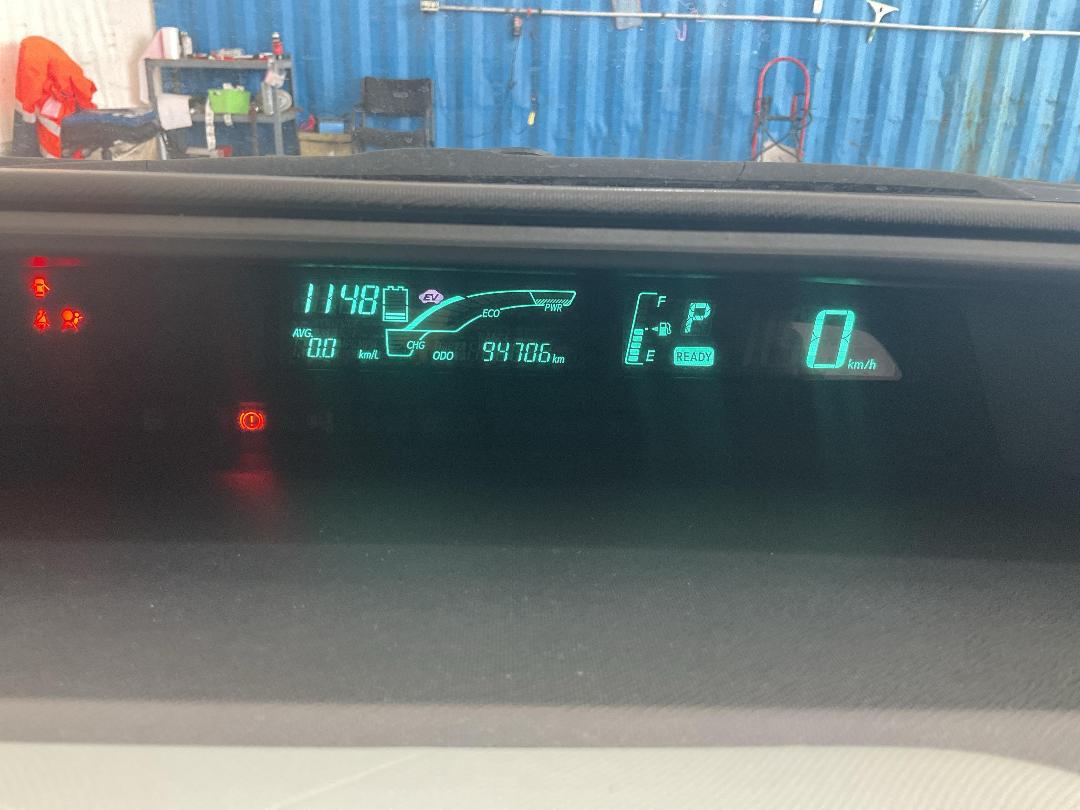 1148
EV
ECO
PWR
CHG
AVG.
0.0 km/L
ODO 94706 km
F
E
P
READY
0 km/h